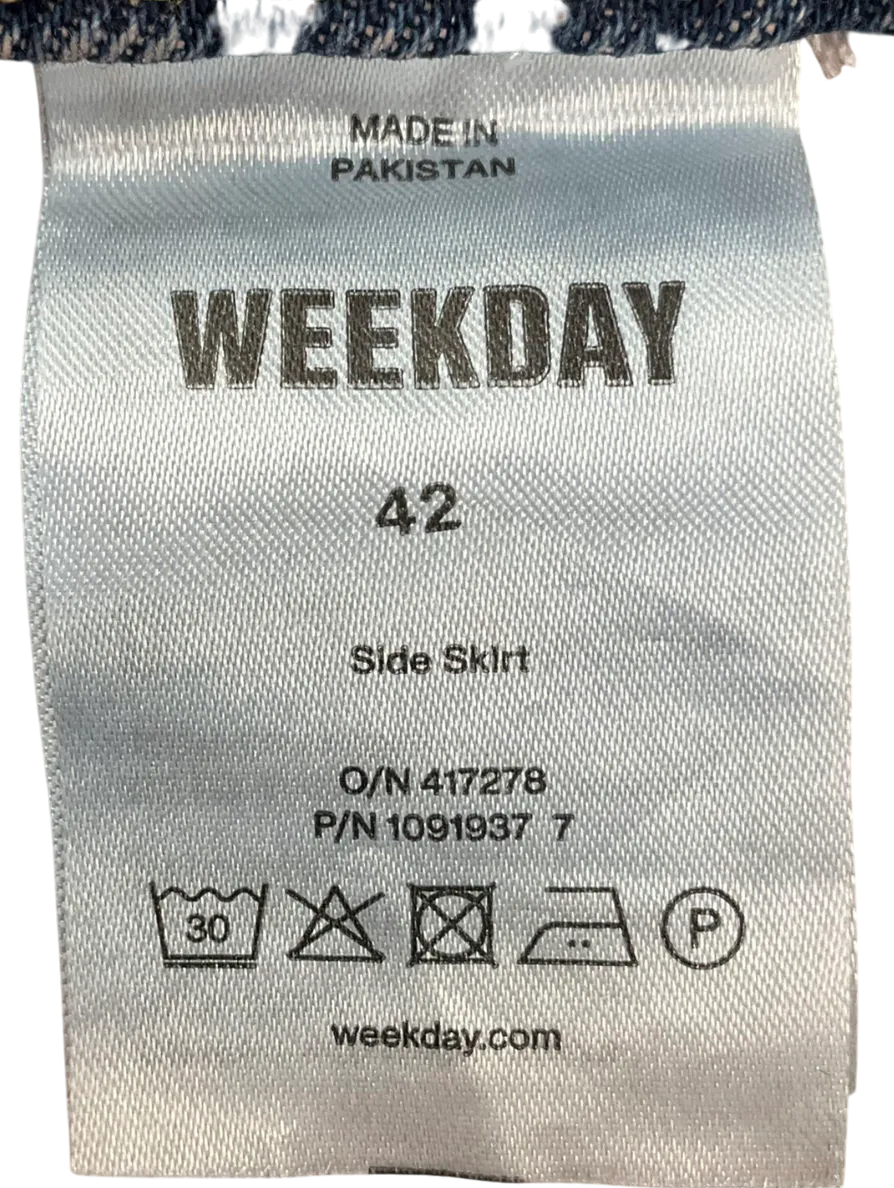 MADE IN
PAKISTAN
WEEKDAY
42
Side Skirt
O/N 417278
P/N 1091937 7
30 P
weekday.com